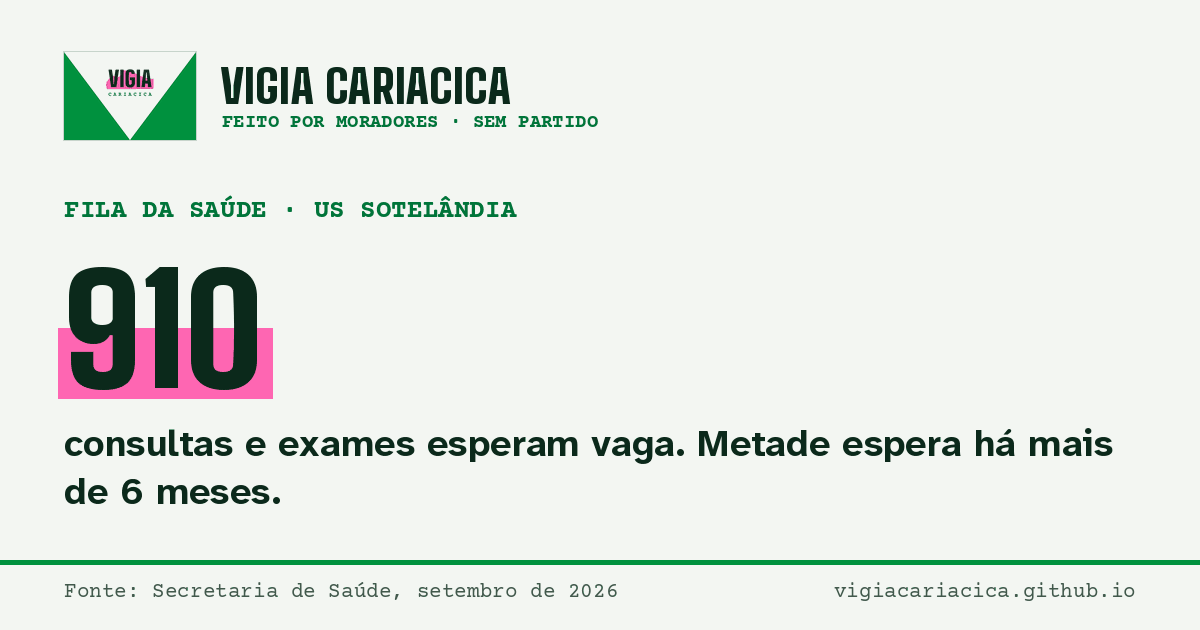 VIGIA
CARIACICA
VIGIA CARIACICA
FEITO POR MORADORES · SEM PARTIDO
FILA DA SAÚDE · US SOTELÂNDIA
910
consultas e exames esperam vaga. Metade espera há mais
de 6 meses.
Fonte: Secretaria de Saúde, setembro de 2026
vigiacariacica.github.io